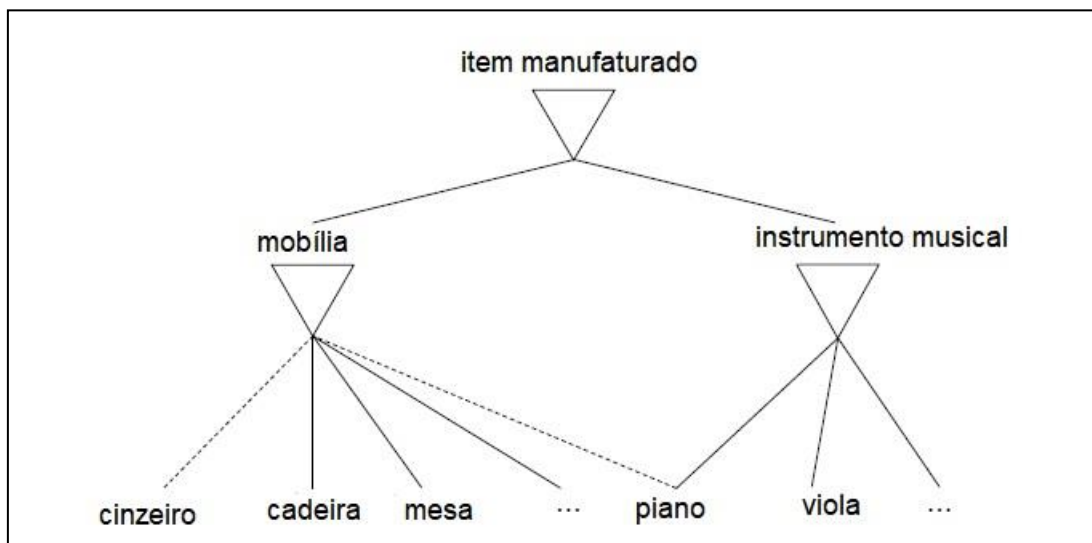 item manufaturado
mobília
instrumento musical
cinzeiro
cadeira
mesa
...
piano
viola
...